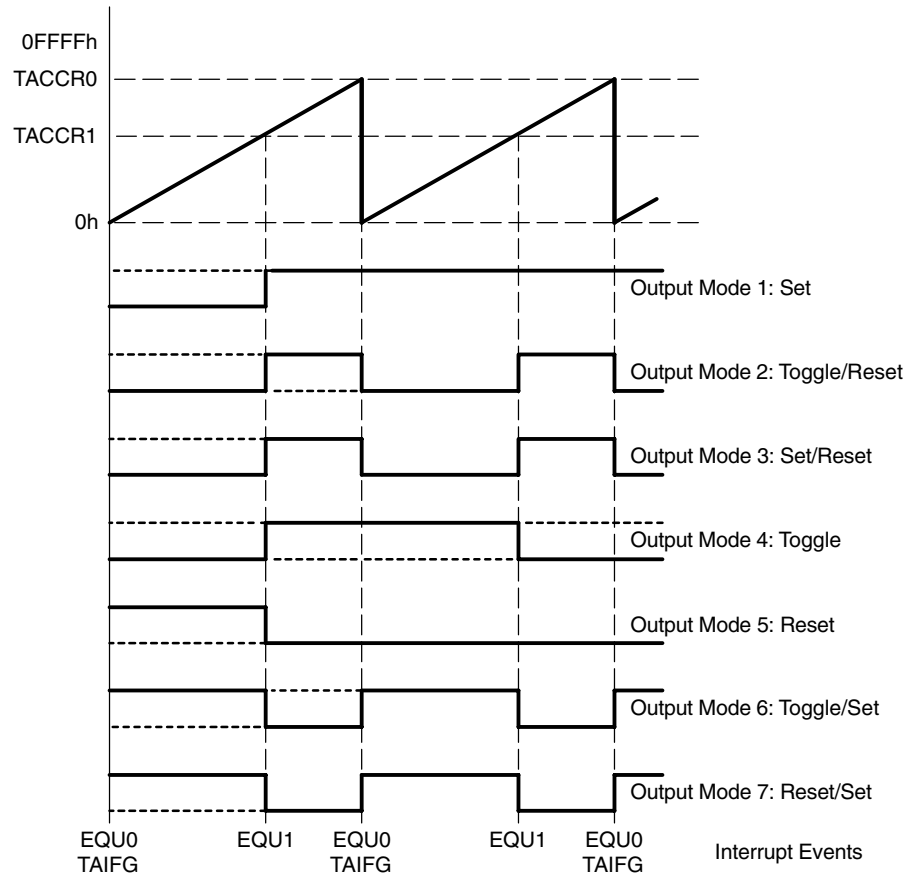 0FFFFh
TACCR0
TACCR1
0h
Output Mode 1: Set
Output Mode 2: Toggle/Reset
Output Mode 3: Set/Reset
Output Mode 4: Toggle
Output Mode 5: Reset
Output Mode 6: Toggle/Set
Output Mode 7: Reset/Set
EQU0 EQU1 EQU0 EQU1 EQU0
TAIFG TAIFG TAIFG
Interrupt Events